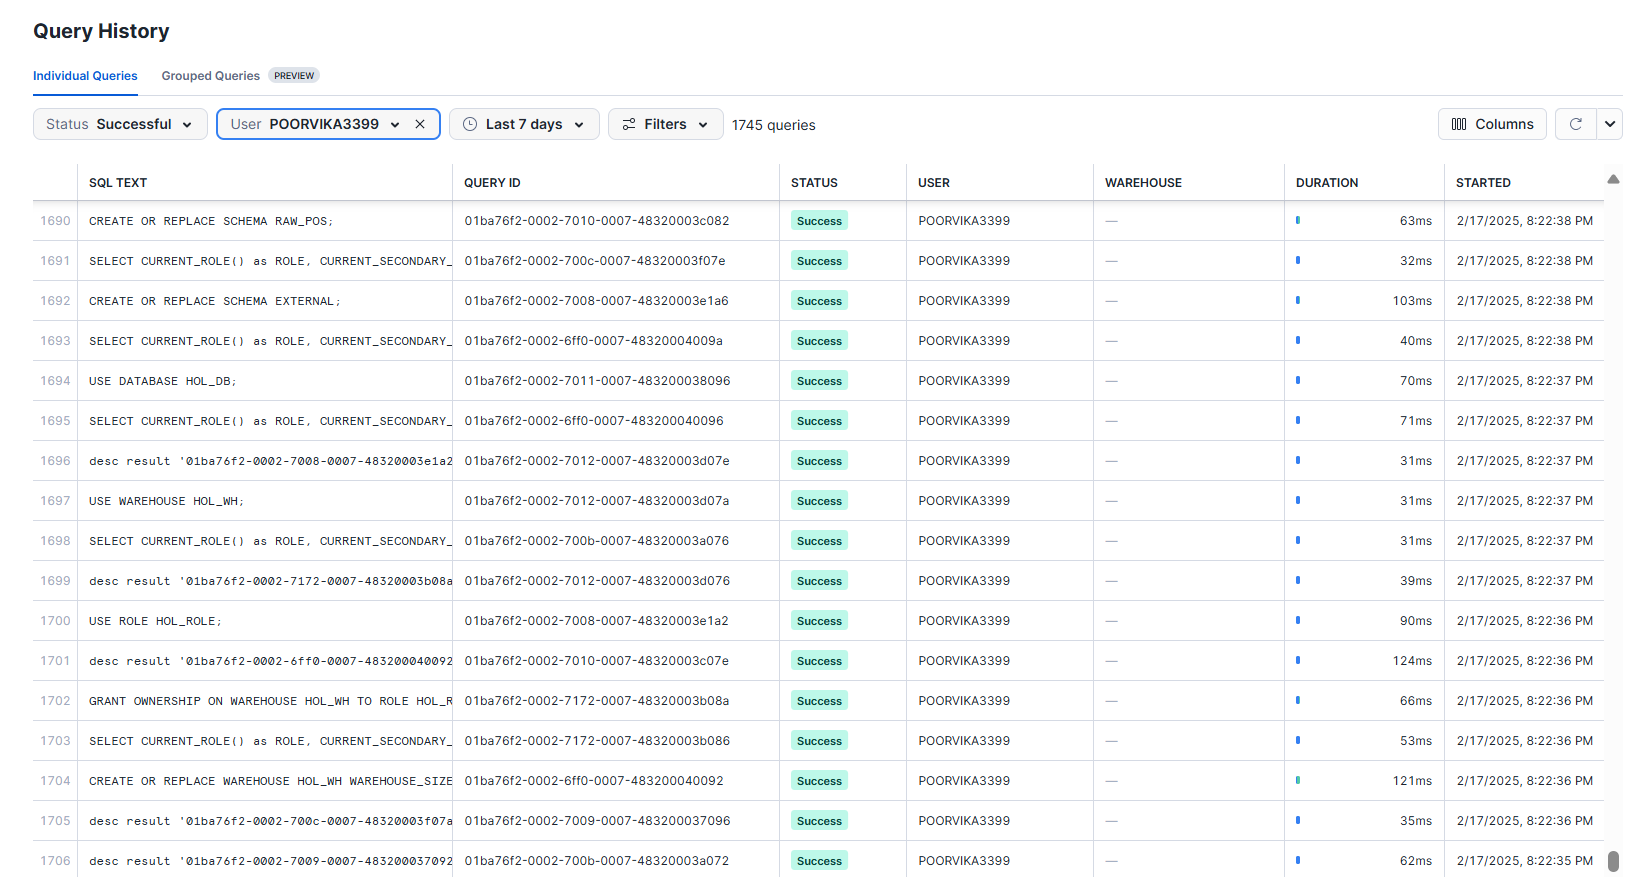 Query History
Individual Queries Grouped Queries PREVIEW
Status Successful User POORVIKA3399 Last 7 days Filters 1745 queries Columns
SQL TEXT QUERY ID STATUS USER WAREHOUSE DURATION STARTED
1690 CREATE OR REPLACE SCHEMA RAW_POS; 01ba76f2-0002-7010-0007-48320003c082 Success POORVIKA3399 — 63ms 2/17/2025, 8:22:38 PM
1691 SELECT CURRENT_ROLE() as ROLE, CURRENT_SECONDARY_ 01ba76f2-0002-700c-0007-48320003f07e Success POORVIKA3399 — 32ms 2/17/2025, 8:22:38 PM
1692 CREATE OR REPLACE SCHEMA EXTERNAL; 01ba76f2-0002-7008-0007-48320003e1a6 Success POORVIKA3399 — 103ms 2/17/2025, 8:22:38 PM
1693 SELECT CURRENT_ROLE() as ROLE, CURRENT_SECONDARY_ 01ba76f2-0002-6ff0-0007-48320004009a Success POORVIKA3399 — 40ms 2/17/2025, 8:22:38 PM
1694 USE DATABASE HOL_DB; 01ba76f2-0002-7011-0007-483200038096 Success POORVIKA3399 — 70ms 2/17/2025, 8:22:37 PM
1695 SELECT CURRENT_ROLE() as ROLE, CURRENT_SECONDARY_ 01ba76f2-0002-6ff0-0007-483200040096 Success POORVIKA3399 — 71ms 2/17/2025, 8:22:37 PM
1696 desc result '01ba76f2-0002-7008-0007-48320003e1a2 01ba76f2-0002-7012-0007-48320003d07e Success POORVIKA3399 — 31ms 2/17/2025, 8:22:37 PM
1697 USE WAREHOUSE HOL_WH; 01ba76f2-0002-7012-0007-48320003d07a Success POORVIKA3399 — 31ms 2/17/2025, 8:22:37 PM
1698 SELECT CURRENT_ROLE() as ROLE, CURRENT_SECONDARY_ 01ba76f2-0002-700b-0007-48320003a076 Success POORVIKA3399 — 31ms 2/17/2025, 8:22:37 PM
1699 desc result '01ba76f2-0002-7172-0007-48320003b08a 01ba76f2-0002-7012-0007-48320003d076 Success POORVIKA3399 — 39ms 2/17/2025, 8:22:37 PM
1700 USE ROLE HOL_ROLE; 01ba76f2-0002-7008-0007-48320003e1a2 Success POORVIKA3399 — 90ms 2/17/2025, 8:22:36 PM
1701 desc result '01ba76f2-0002-6ff0-0007-483200040092 01ba76f2-0002-7010-0007-48320003c07e Success POORVIKA3399 — 124ms 2/17/2025, 8:22:36 PM
1702 GRANT OWNERSHIP ON WAREHOUSE HOL_WH TO ROLE HOL_R 01ba76f2-0002-7172-0007-48320003b08a Success POORVIKA3399 — 66ms 2/17/2025, 8:22:36 PM
1703 SELECT CURRENT_ROLE() as ROLE, CURRENT_SECONDARY_ 01ba76f2-0002-7172-0007-48320003b086 Success POORVIKA3399 — 53ms 2/17/2025, 8:22:36 PM
1704 CREATE OR REPLACE WAREHOUSE HOL_WH WAREHOUSE_SIZE 01ba76f2-0002-6ff0-0007-483200040092 Success POORVIKA3399 — 121ms 2/17/2025, 8:22:36 PM
1705 desc result '01ba76f2-0002-700c-0007-48320003f07a 01ba76f2-0002-7009-0007-483200037096 Success POORVIKA3399 — 35ms 2/17/2025, 8:22:36 PM
1706 desc result '01ba76f2-0002-7009-0007-483200037092 01ba76f2-0002-700b-0007-48320003a072 Success POORVIKA3399 — 62ms 2/17/2025, 8:22:35 PM